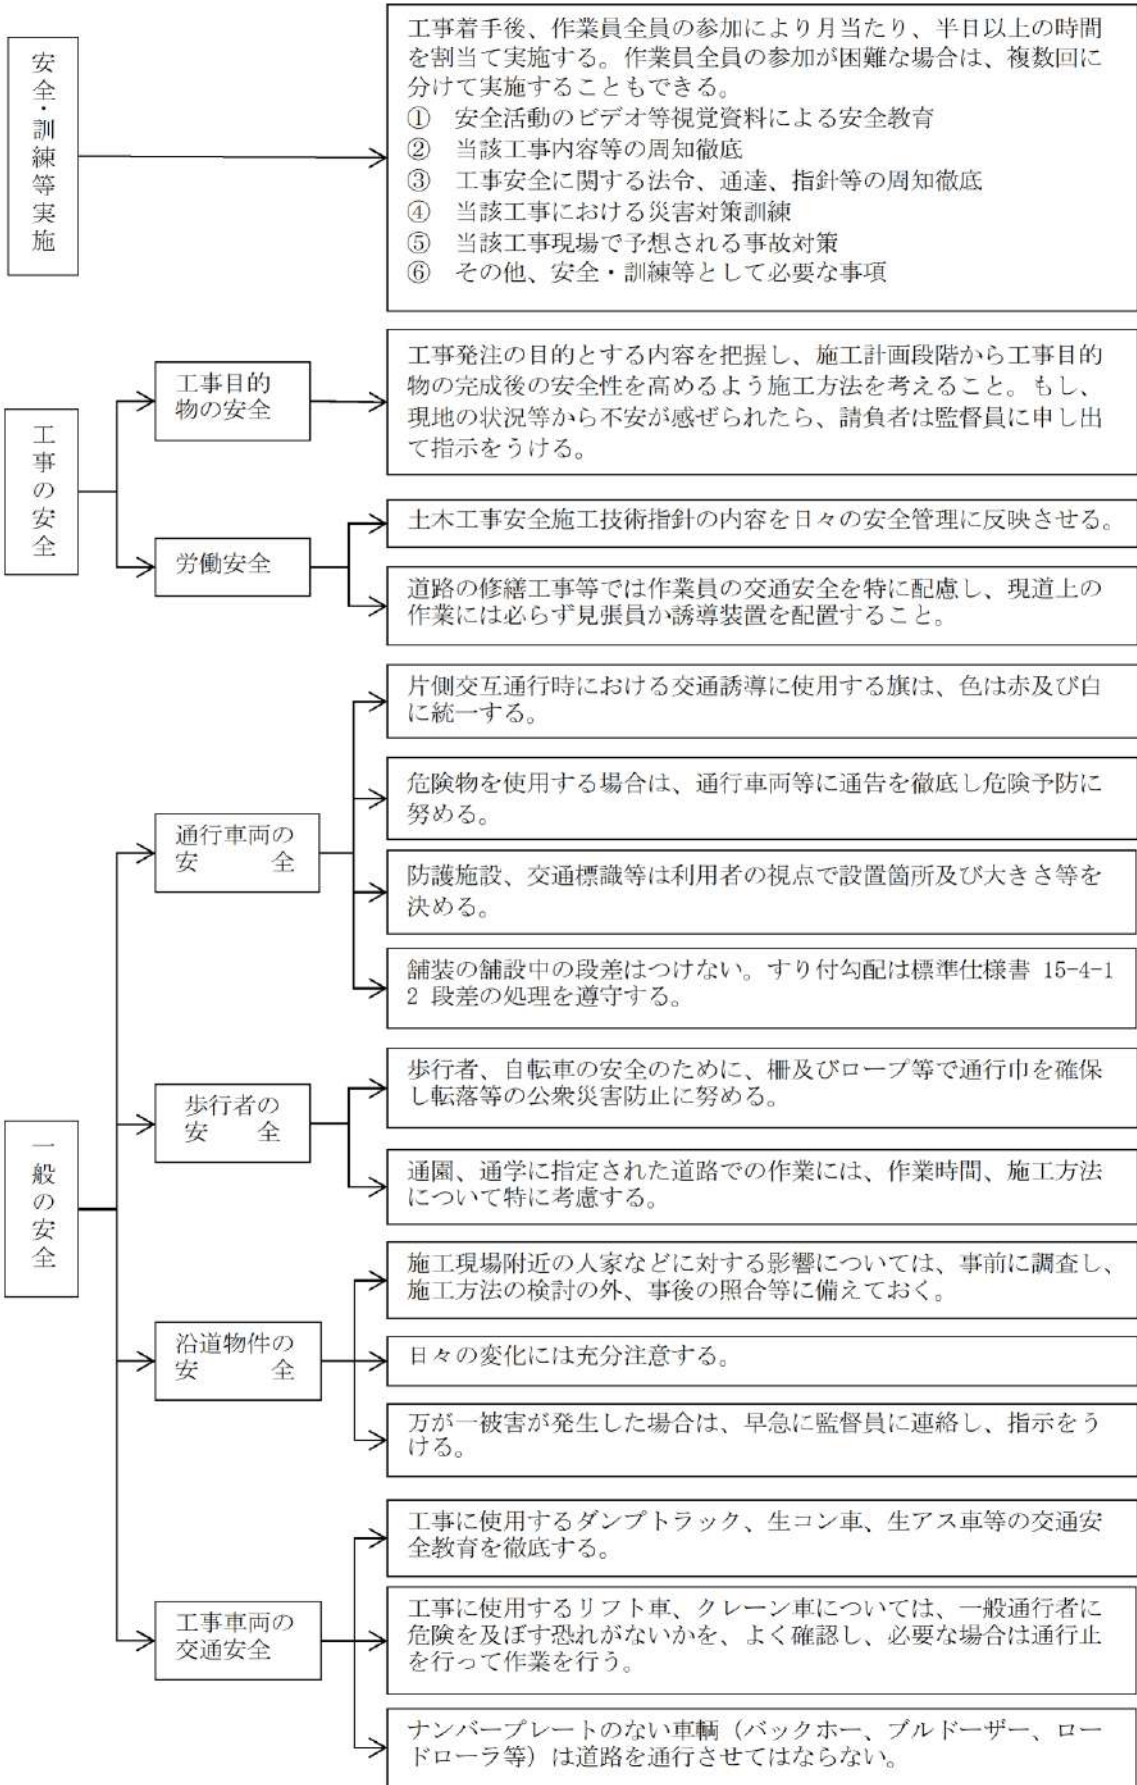 安全・訓練等実施
工事着手後、作業員全員の参加により月当たり、半日以上の時間
を割当て実施する。作業員全員の参加が困難な場合は、複数回に
分けて実施することもできる。
① 安全活動のビデオ等視覚資料による安全教育
② 当該工事内容等の周知徹底
③ 工事安全に関する法令、通達、指針等の周知徹底
④ 当該工事における災害対策訓練
⑤ 当該工事現場で予想される事故対策
⑥ その他、安全・訓練等として必要な事項
工事の安全
工事目的
物の安全
工事発注の目的とする内容を把握し、施工計画段階から工事目的
物の完成後の安全性を高めるよう施工方法を考えること。もし、
現地の状況等から不安が感ぜられたら、請負者は監督員に申し出
て指示をうける。
労働安全
土木工事安全施工技術指針の内容を日々の安全管理に反映させる。
道路の修繕工事等では作業員の交通安全を特に配慮し、現道上の
作業には必らず見張員か誘導装置を配置すること。
一般の安全
通行車両の
安　　全
片側交互通行時における交通誘導に使用する旗は、色は赤及び白
に統一する。
危険物を使用する場合は、通行車両等に通告を徹底し危険予防に
努める。
防護施設、交通標識等は利用者の視点で設置箇所及び大きさ等を
決める。
舗装の舗設中の段差はつけない。すり付勾配は標準仕様書 15-4-1
2 段差の処理を遵守する。
歩行者の
安　　全
歩行者、自転車の安全のために、柵及びロープ等で通行巾を確保
し転落等の公衆災害防止に努める。
通園、通学に指定された道路での作業には、作業時間、施工方法
について特に考慮する。
沿道物件の
安　　全
施工現場附近の人家などに対する影響については、事前に調査し、
施工方法の検討の外、事後の照合等に備えておく。
日々の変化には充分注意する。
万が一被害が発生した場合は、早急に監督員に連絡し、指示をう
ける。
工事車両の
交通安全
工事に使用するダンプトラック、生コン車、生アス車等の交通安
全教育を徹底する。
工事に使用するリフト車、クレーン車については、一般通行者に
危険を及ぼす恐れがないかを、よく確認し、必要な場合は通行止
を行って作業を行う。
ナンバープレートのない車輌（バックホー、ブルドーザー、ロー
ドローラ等）は道路を通行させてはならない。